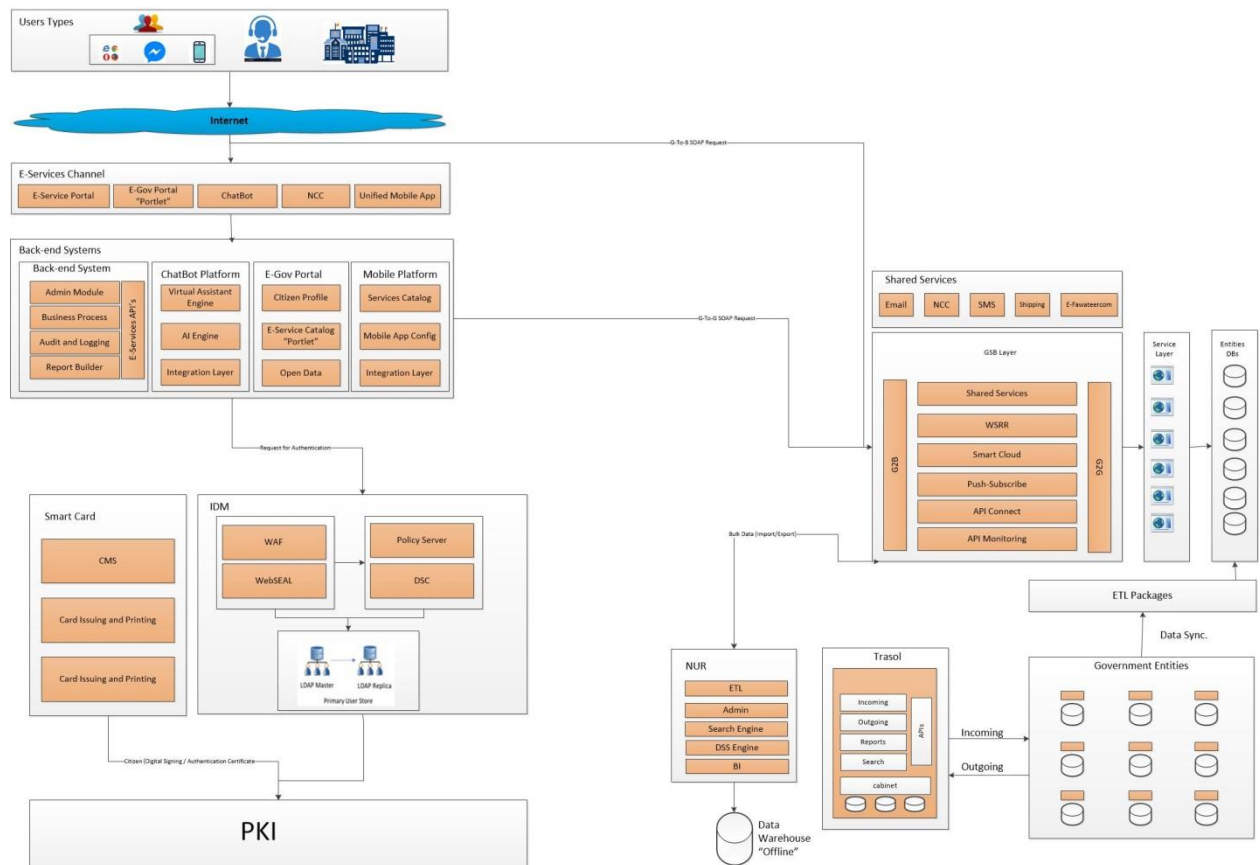 Users Types
Internet
G-To-B SOAP Request
E-Services Channel
E-Service Portal
E-Gov Portal
"Portlet"
ChatBot
NCC
Unified Mobile App
Back-end Systems
Back-end System
Admin Module
Business Process
Audit and Logging
Report Builder
E-Services API's
ChatBot Platform
Virtual Assistant
Engine
AI Engine
Integration Layer
E-Gov Portal
Citizen Profile
E-Service Catalog
"Portlet"
Open Data
Mobile Platform
Services Catalog
Mobile App Config
Integration Layer
G-To-G SOAP Request
Shared Services
Email
NCC
SMS
Shipping
E-Fawateercom
GSB Layer
G2B
Shared Services
WSRR
Smart Cloud
Push-Subscribe
API Connect
API Monitoring
G2G
Service
Layer
Entities
DBs
Request for Authentication
Smart Card
CMS
Card Issuing and Printing
Card Issuing and Printing
IDM
WAF
WebSEAL
Policy Server
DSC
LDAP Master
LDAP Replica
Primary User Store
Citizen (Digital Signing / Authentication Certificate
PKI
Bulk Data (Import/Export)
NUR
ETL
Admin
Search Engine
DSS Engine
BI
Data
Warehouse
"Offline"
Trasol
Incoming
Outgoing
Reports
Search
APIs
cabinet
Incoming
Outgoing
ETL Packages
Data Sync.
Government Entities